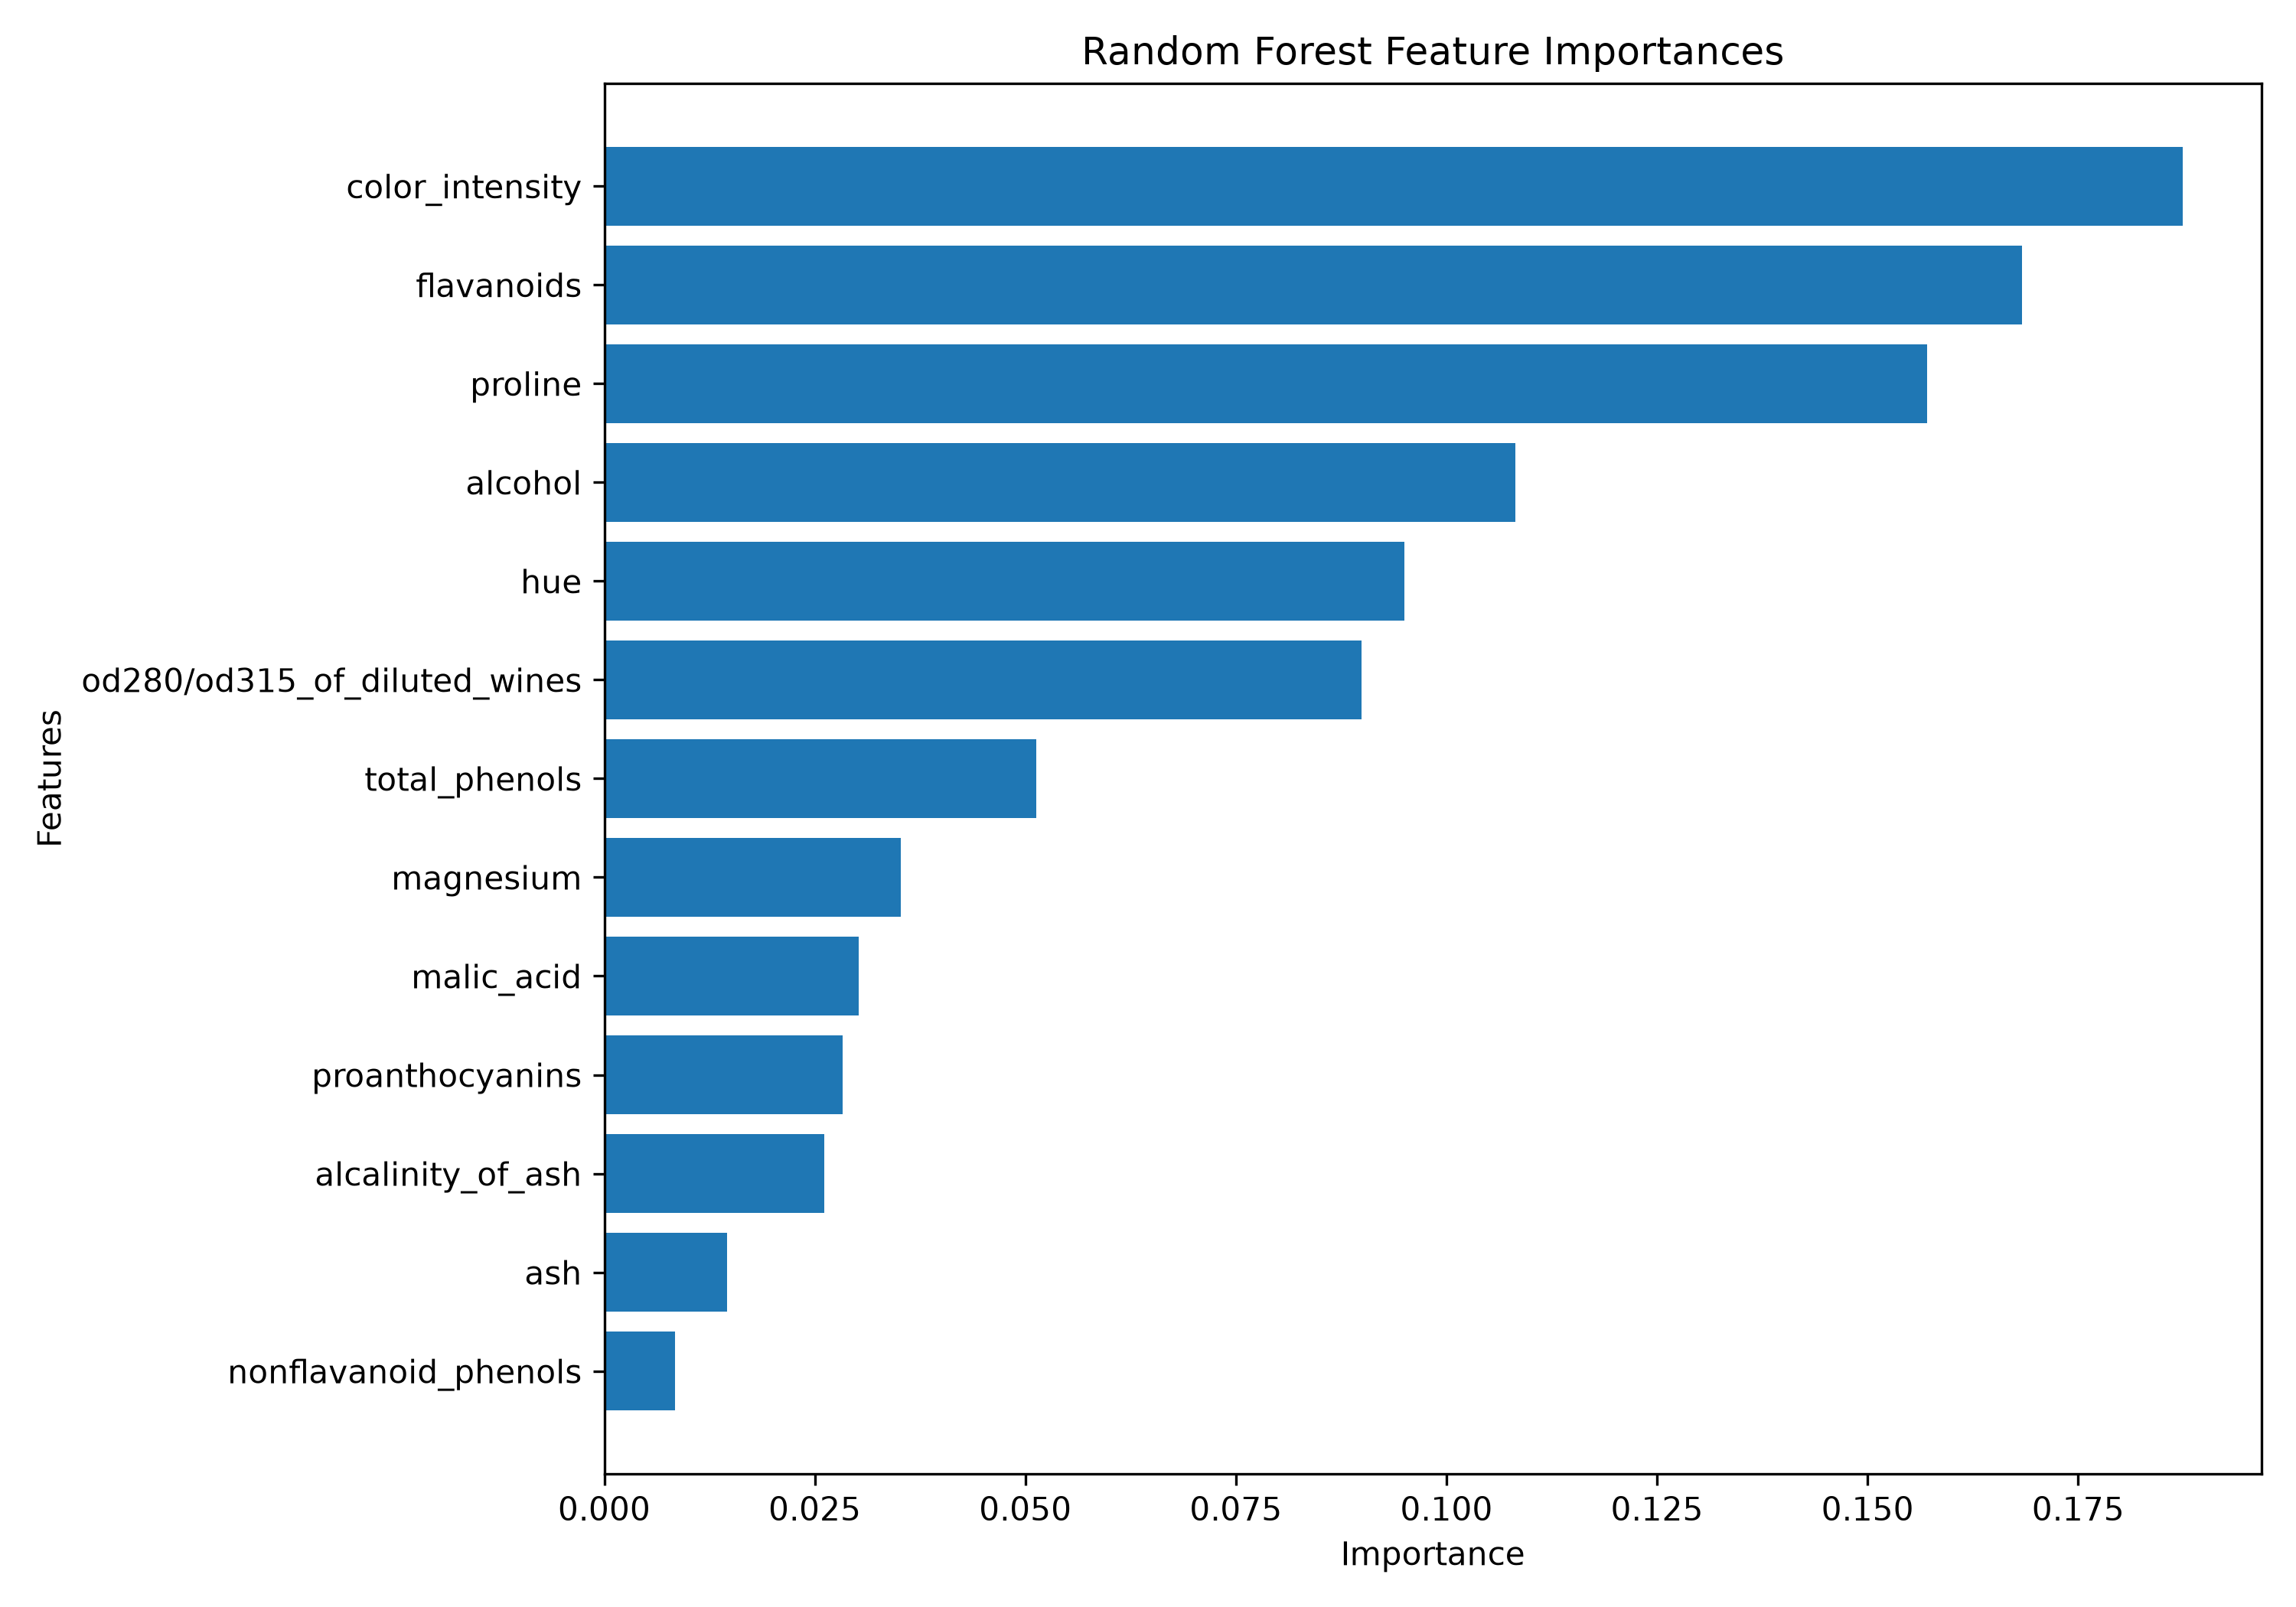 Random Forest Feature Importances
color_intensity
flavanoids
proline
alcohol
hue
od280/od315_of_diluted_wines
total_phenols
magnesium
malic_acid
proanthocyanins
alcalinity_of_ash
ash
nonflavanoid_phenols
Features
0.000 0.025 0.050 0.075 0.100 0.125 0.150 0.175
Importance